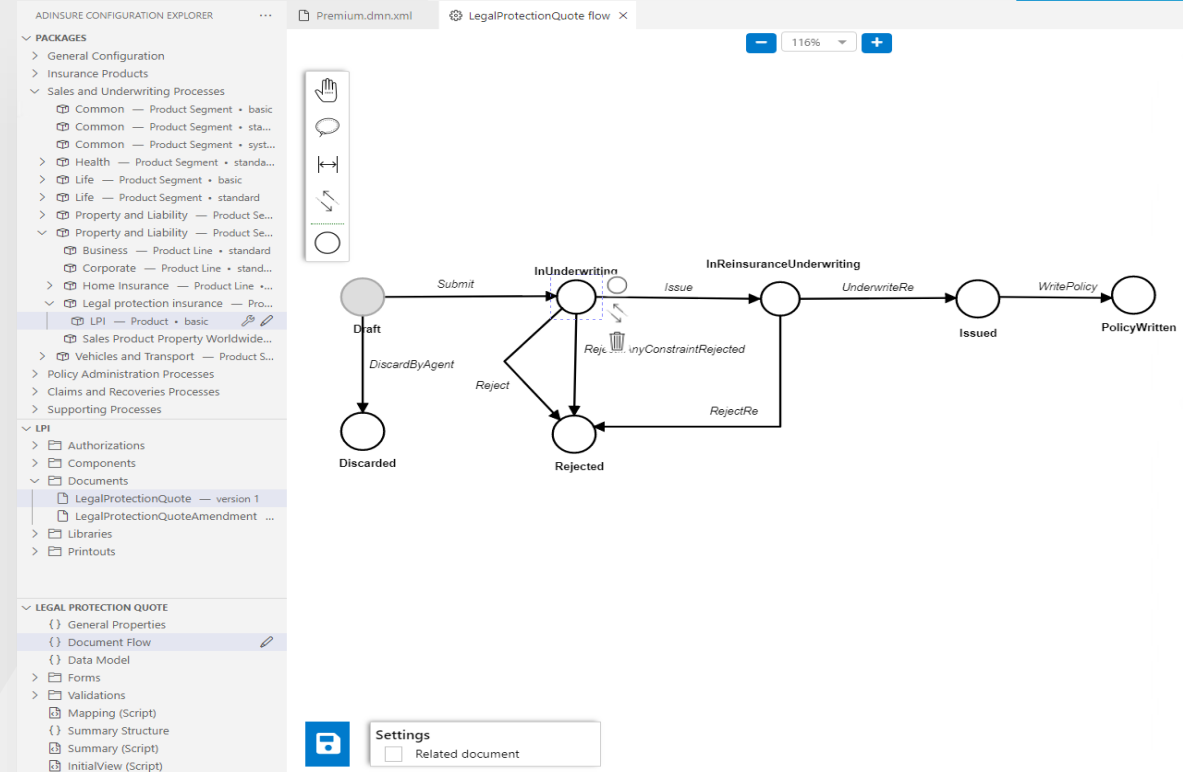 ADINSURE CONFIGURATION EXPLORER
PACKAGES
General Configuration
Insurance Products
Sales and Underwriting Processes
Common — Product Segment • basic
Common — Product Segment • sta...
Common — Product Segment • syst...
Health — Product Segment • standa...
Life — Product Segment • basic
Life — Product Segment • standard
Property and Liability — Product Se...
Property and Liability — Product Se...
Business — Product Line • standard
Corporate — Product Line • stand...
Home Insurance — Product Line •...
Legal protection insurance — Pro...
LPI — Product • basic
Sales Product Property Worldwide...
Vehicles and Transport — Product S...
Policy Administration Processes
Claims and Recoveries Processes
Supporting Processes
LPI
Authorizations
Components
Documents
LegalProtectionQuote — version 1
LegalProtectionQuoteAmendment ...
Libraries
Printouts
LEGAL PROTECTION QUOTE
General Properties
Document Flow
Data Model
Forms
Validations
Mapping (Script)
Summary Structure
Summary (Script)
InitialView (Script)
Premium.dmn.xml
LegalProtectionQuote flow
116%
InUnderwriting
InReinsuranceUnderwriting
Submit
Issue
UnderwriteRe
WritePolicy
Draft
Issued
PolicyWritten
DiscardByAgent
Reject
AnyConstraintRejected
RejectRe
Discarded
Rejected
Settings
Related document